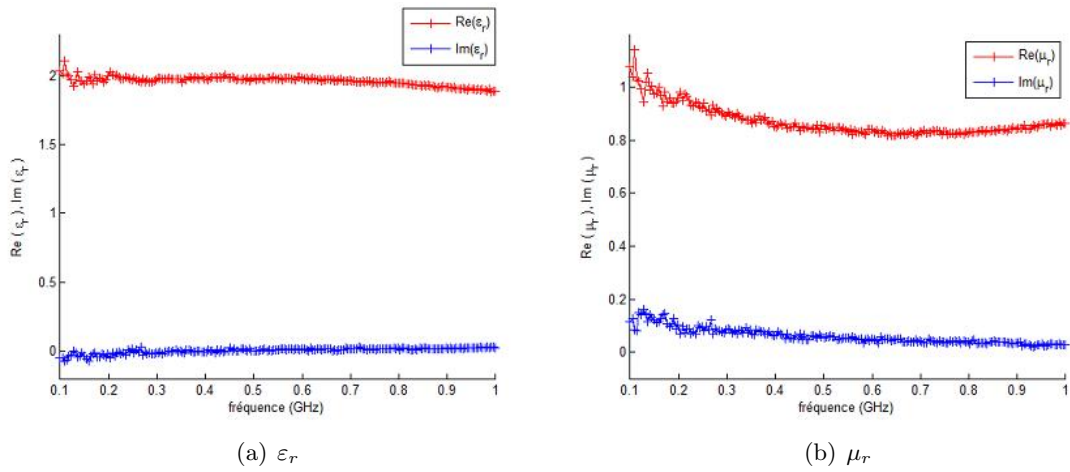 Re(εr)
Im(εr)
2
1.5
1
0.5
0
Re ( εr ), Im ( εr )
0.1 0.2 0.3 0.4 0.5 0.6 0.7 0.8 0.9 1
fréquence (GHz)
(a) εr
Re(μr)
Im(μr)
1
0.8
0.6
0.4
0.2
0
Re ( μr ), Im ( μr )
0.1 0.2 0.3 0.4 0.5 0.6 0.7 0.8 0.9 1
fréquence (GHz)
(b) μr